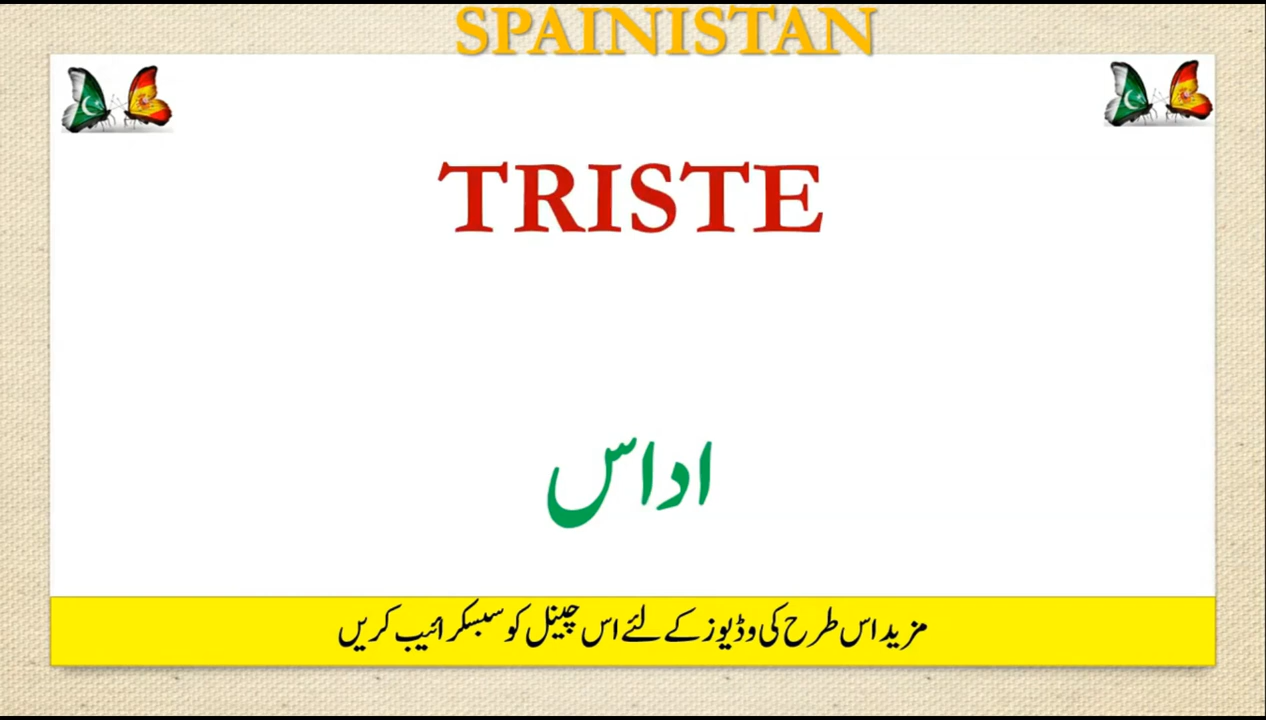 SPAINISTAN
TRISTE
اداس
مزید اس طرح کی وڈیوز کے لئے اس چینل کو سبسکرائیب کریں